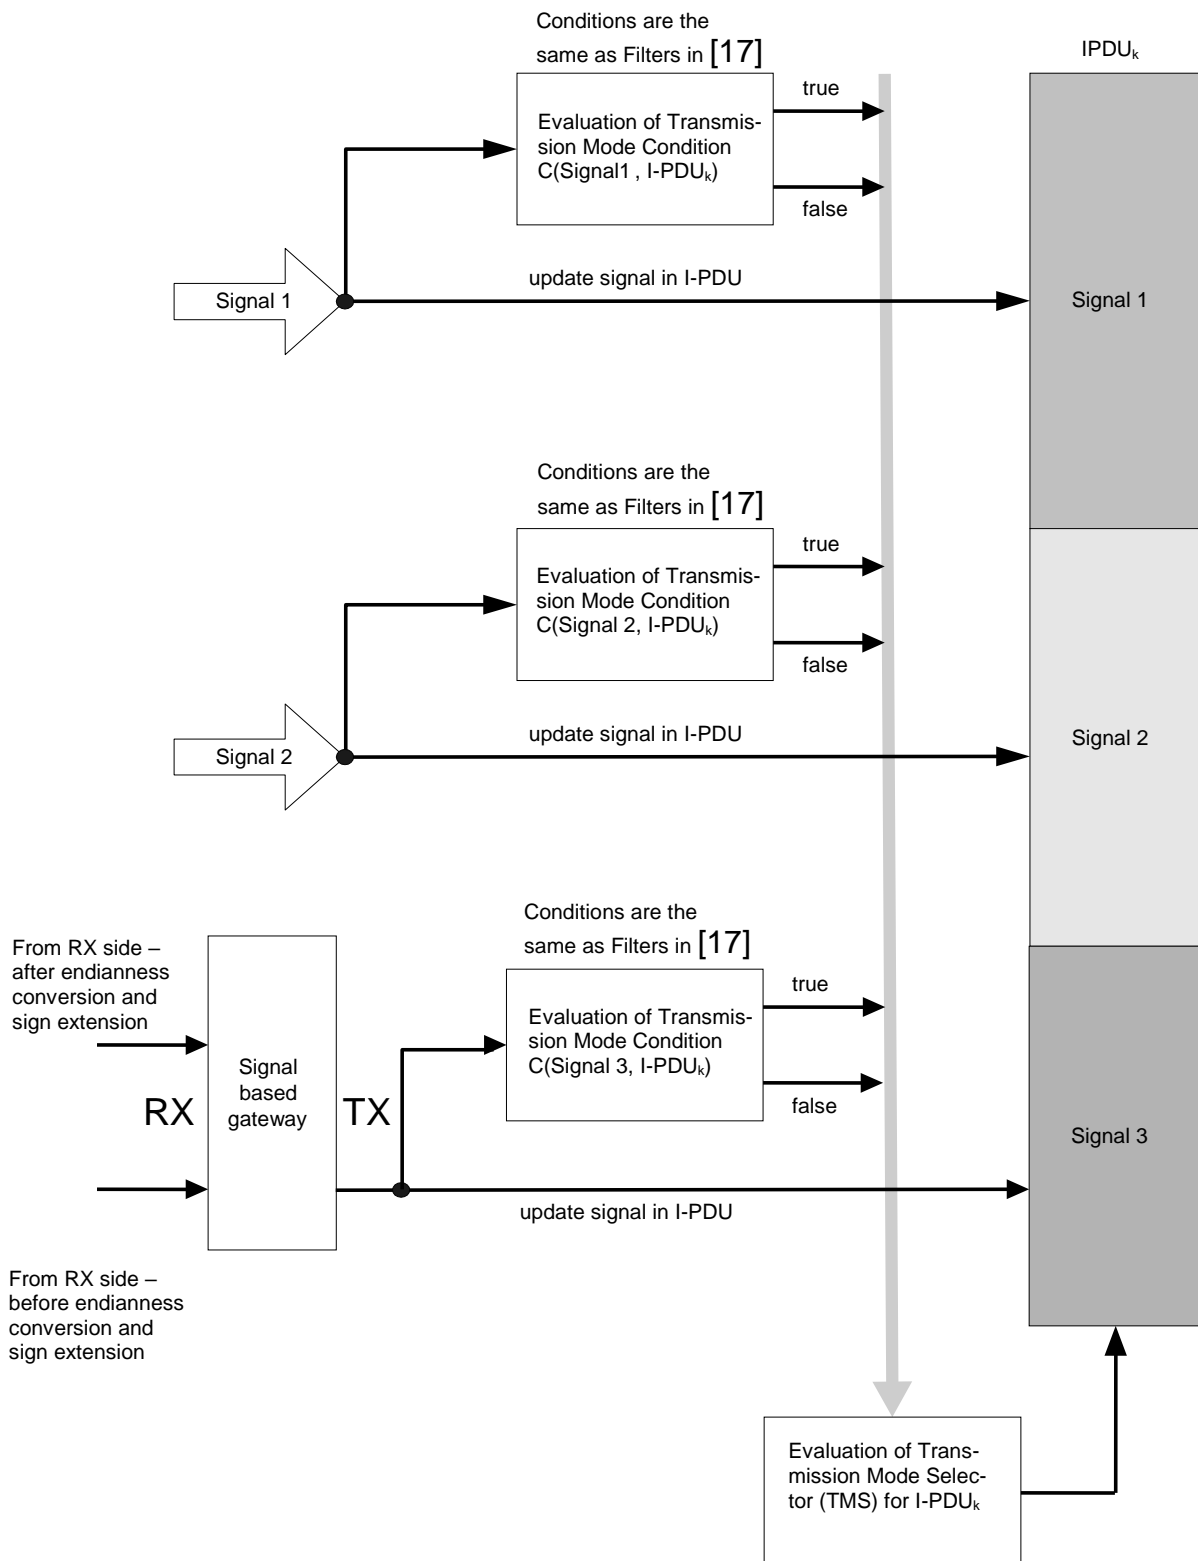 Conditions are the
same as Filters in [17]
IPDUk
true
Evaluation of Transmis-
sion Mode Condition
C(Signal1 , I-PDUk)
false
update signal in I-PDU
Signal 1
Signal 1
Conditions are the
same as Filters in [17]
true
Evaluation of Transmis-
sion Mode Condition
C(Signal 2, I-PDUk)
false
update signal in I-PDU
Signal 2
Signal 2
Conditions are the
same as Filters in [17]
From RX side –
after endianness
conversion and
sign extension
true
Evaluation of Transmis-
sion Mode Condition
C(Signal 3, I-PDUk)
false
Signal
based
gateway
RX
TX
Signal 3
update signal in I-PDU
From RX side –
before endianness
conversion and
sign extension
Evaluation of Trans-
mission Mode Selec-
tor (TMS) for I-PDUk